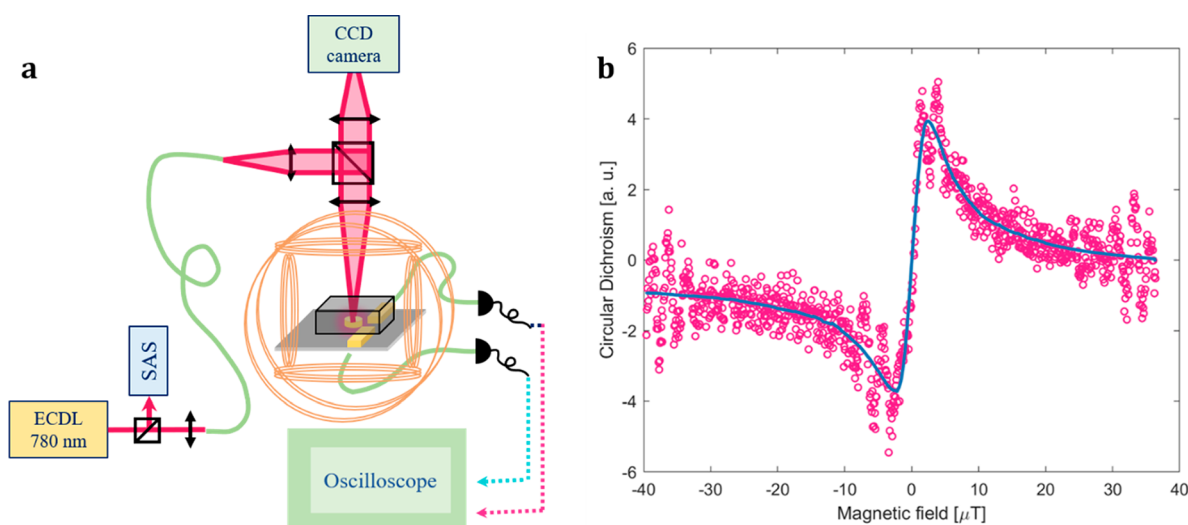 a
CCD
camera
SAS
ECDL
780 nm
Oscilloscope
b
Circular Dichroism [a. u.]
6
4
2
0
-2
-4
-6
-40
-30
-20
-10
0
10
20
30
40
Magnetic field [μT]